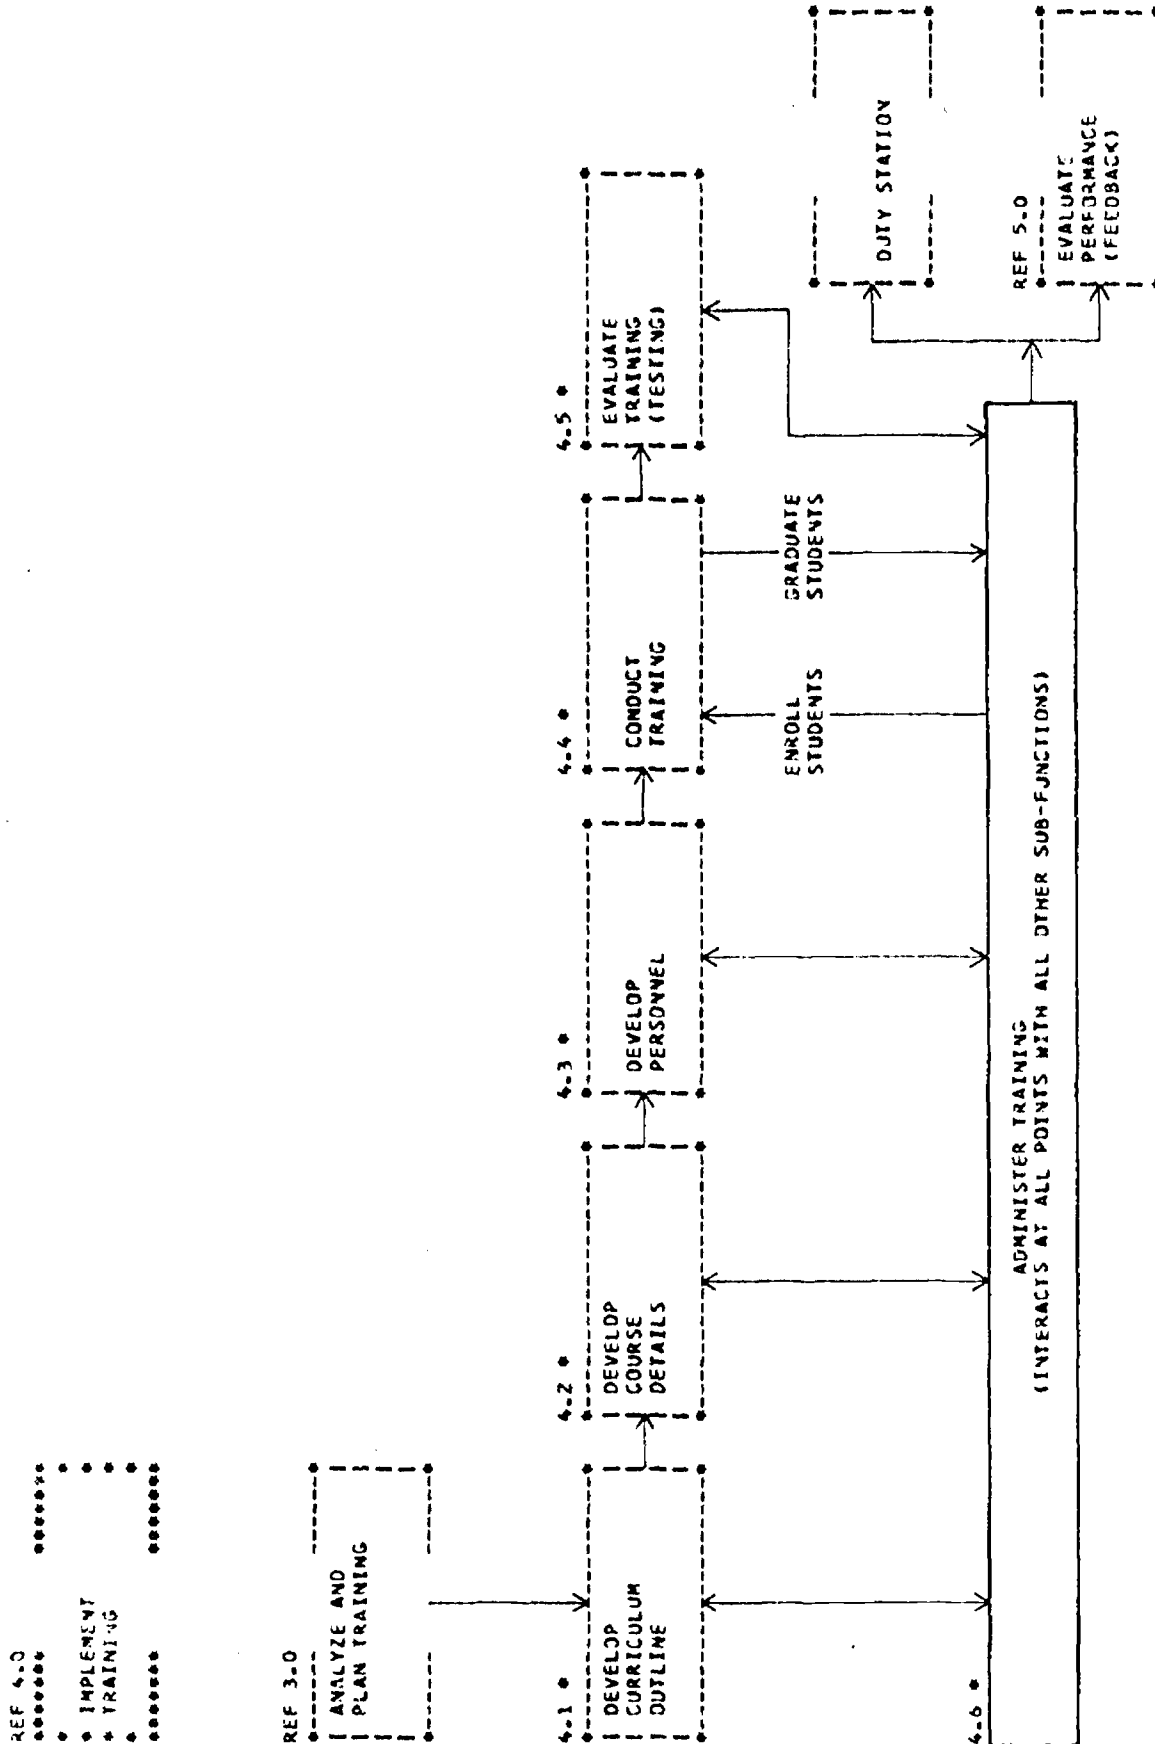 REF 4.0
IMPLEMENT
TRAINING
REF 3.0
ANALYZE AND
PLAN TRAINING
4.1 *
DEVELOP
CURRICULUM
OUTLINE
4.2 *
DEVELOP
COURSE
DETAILS
4.3 *
DEVELOP
PERSONNEL
4.4 *
CONDUCT
TRAINING
4.5 *
EVALUATE
TRAINING
(TESTING)
ENROLL
STUDENTS
GRADUATE
STUDENTS
DUTY STATION
REF 5.0
EVALUATE
PERFORMANCE
(FEEDBACK)
4.6 *
ADMINISTER TRAINING
(INTERACTS AT ALL POINTS WITH ALL OTHER SUB-FUNCTIONS)